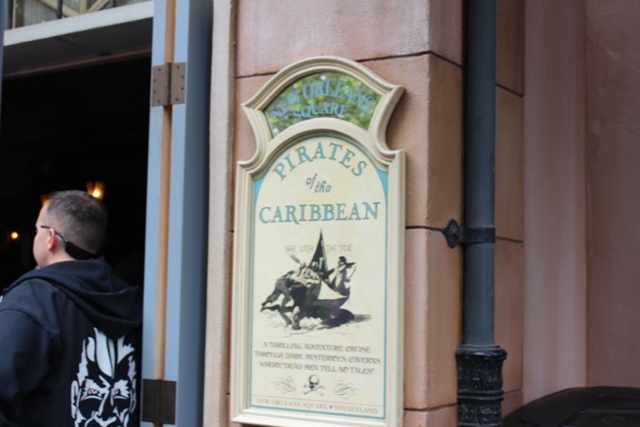 NEW ORLEANS
SQUARE
PIRATES
of the
CARIBBEAN
SAIL WITH THE TIDE
A THRILLING ADVENTURE CRUISE
THROUGH DARK MYSTERIOUS CAVERNS
WHERE "DEAD MEN TELL NO TALES"
NEW ORLEANS SQUARE ★ DISNEYLAND